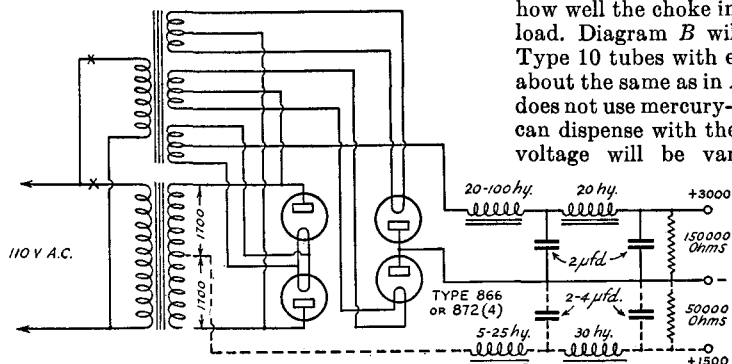 how well the choke in
load. Diagram B wil
Type 10 tubes with e
about the same as in
does not use mercury-
can dispense with the
voltage will be var
20-100 hy.
20 hy.
+3000
1700
150000
Ohms
2 µfd.
110 V A.C.
-
1700
TYPE 866
OR 872 (4)
2-4 µfd.
50000
Ohms
5-25 hy.
30 hy.
+1500